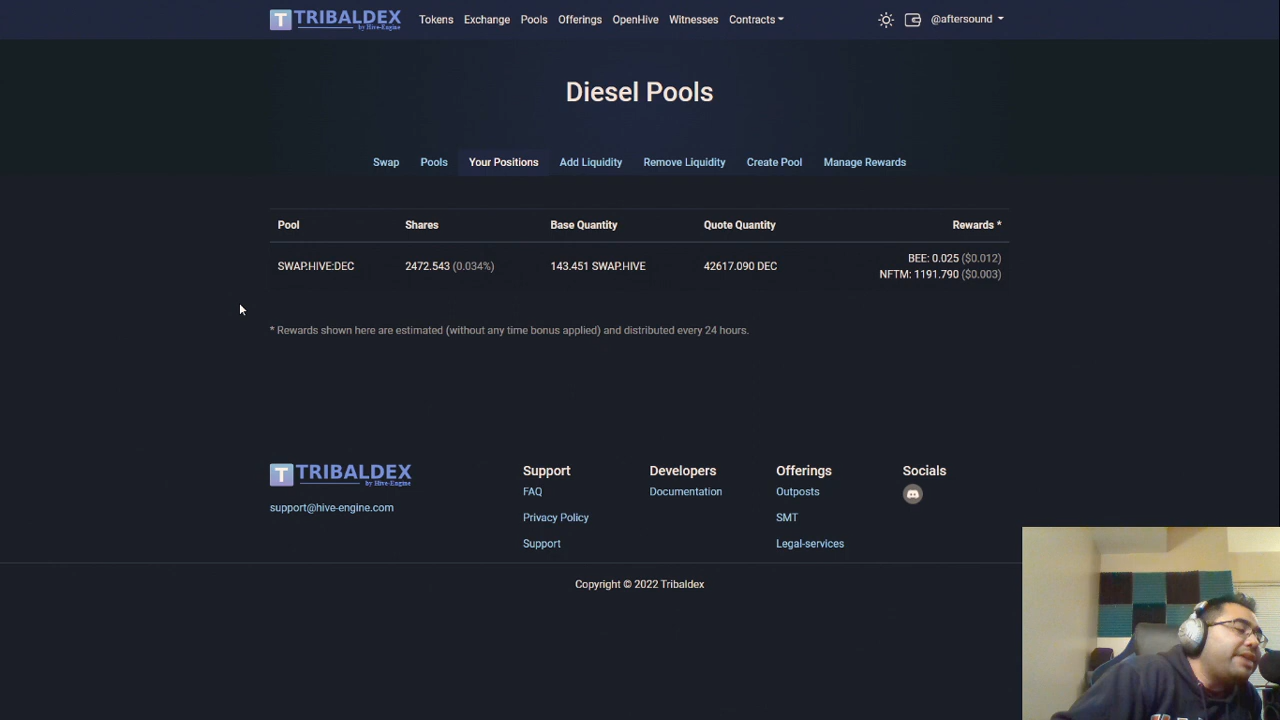 TRIBALDEX
by Hive-Engine
Tokens Exchange Pools Offerings OpenHive Witnesses Contracts
@aftersound
Diesel Pools
Swap Pools Your Positions Add Liquidity Remove Liquidity Create Pool Manage Rewards
Pool Shares Base Quantity Quote Quantity Rewards *
SWAP.HIVE:DEC 2472.543 (0.034%) 143.451 SWAP.HIVE 42617.090 DEC BEE: 0.025 ($0.012)
NFTM: 1191.790 ($0.003)
* Rewards shown here are estimated (without any time bonus applied) and distributed every 24 hours.
TRIBALDEX
by Hive-Engine
support@hive-engine.com
Support
FAQ
Privacy Policy
Support
Developers
Documentation
Offerings
Outposts
SMT
Legal-services
Socials
Copyright © 2022 Tribaldex